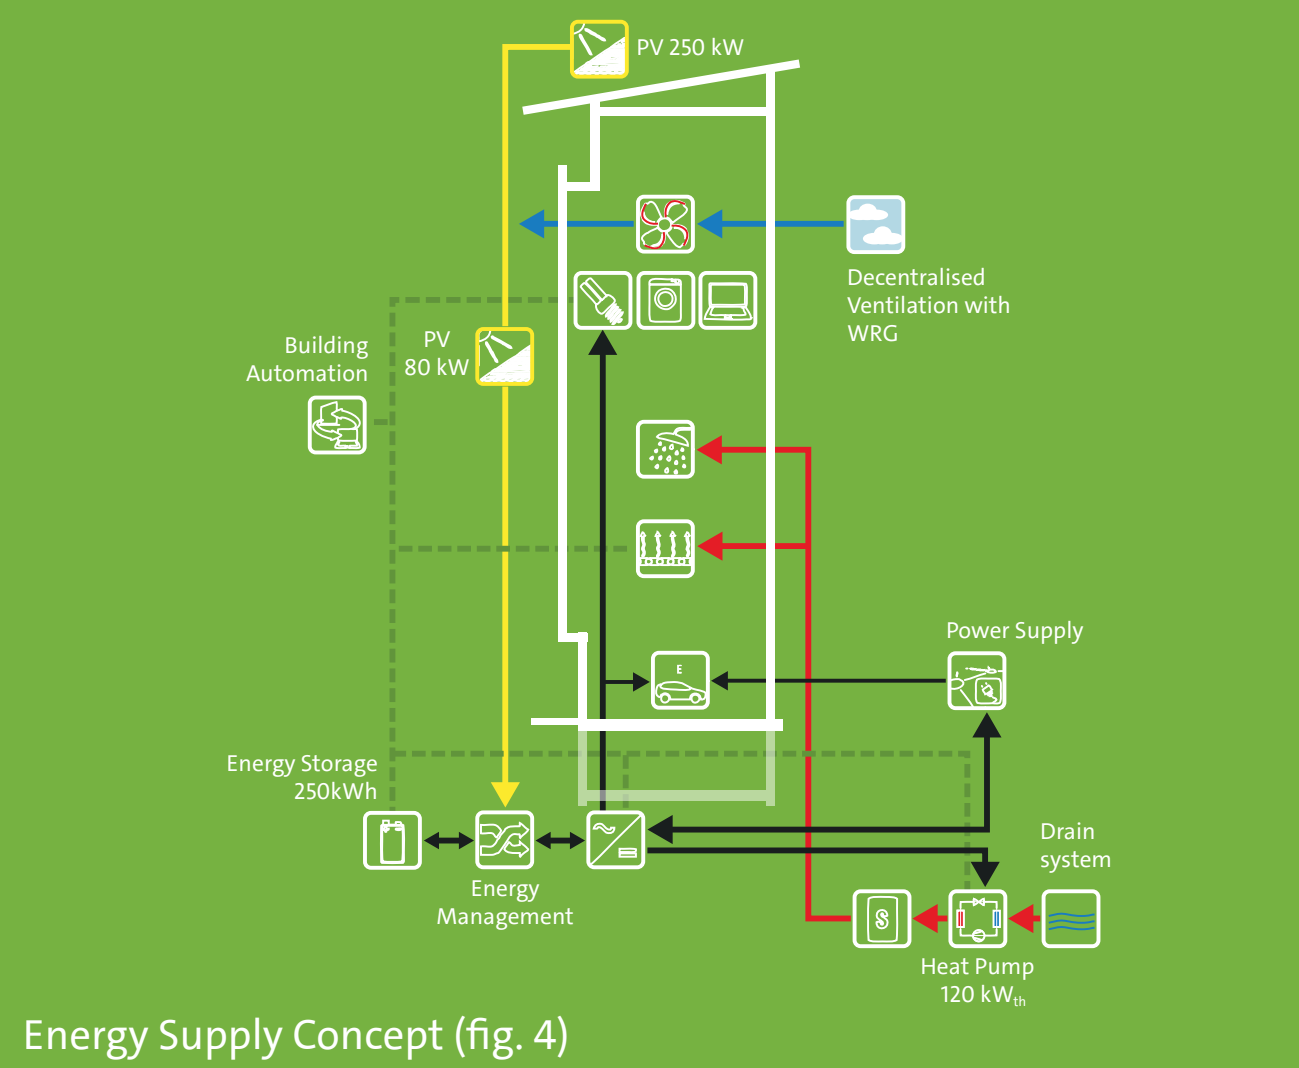 PV 250 kW
Decentralised
Ventilation with
WRG
Building
Automation
PV
80 kW
E
Power Supply
Energy Storage
250kWh
Energy
Management
Drain
system
S
Heat Pump
120 kWth
Energy Supply Concept (fig. 4)